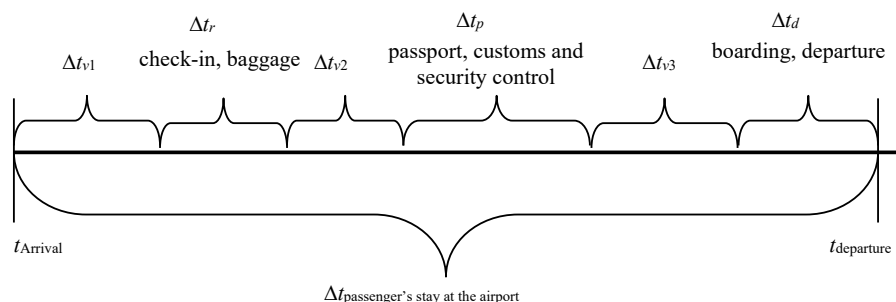 Δtr
Δtp
Δtd
Δtv1
check-in, baggage
Δtv2
passport, customs and
security control
Δtv3
boarding, departure
tArrival
tdeparture
Δtpassenger's stay at the airport